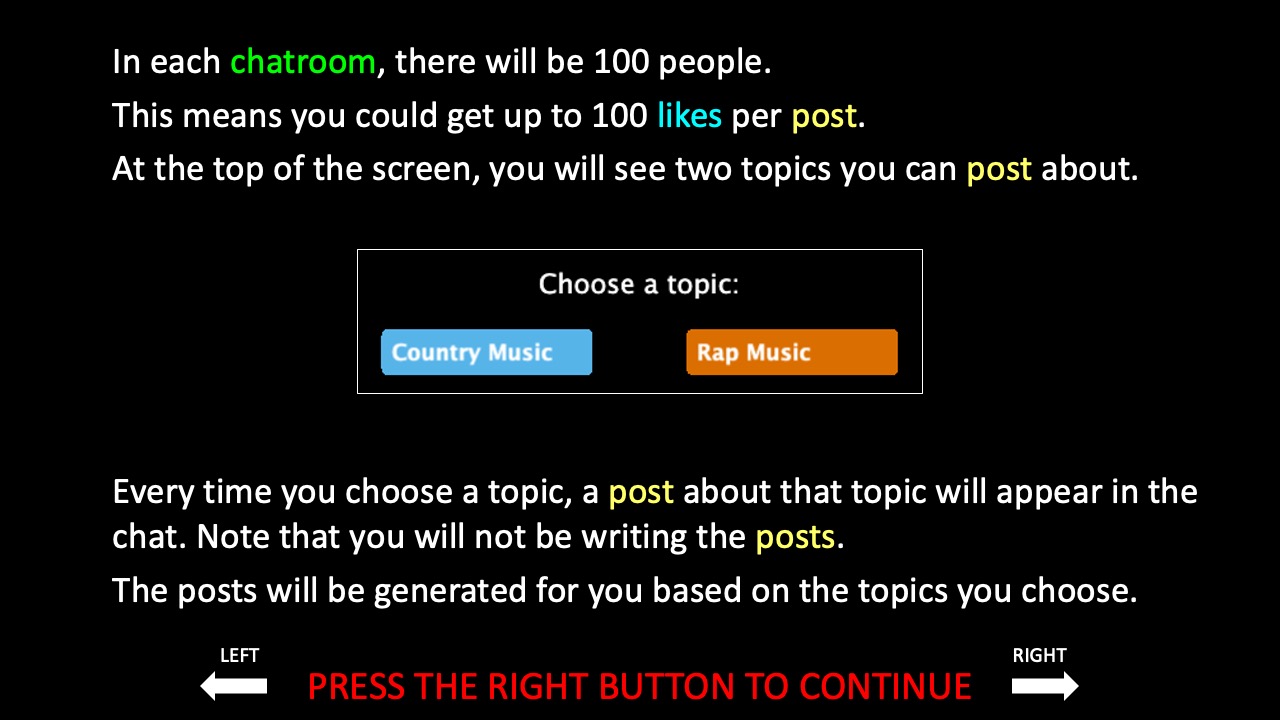 In each chatroom, there will be 100 people.
This means you could get up to 100 likes per post.
At the top of the screen, you will see two topics you can post about.
Choose a topic:
Country Music
Rap Music
Every time you choose a topic, a post about that topic will appear in the
chat. Note that you will not be writing the posts.
The posts will be generated for you based on the topics you choose.
LEFT
RIGHT
PRESS THE RIGHT BUTTON TO CONTINUE